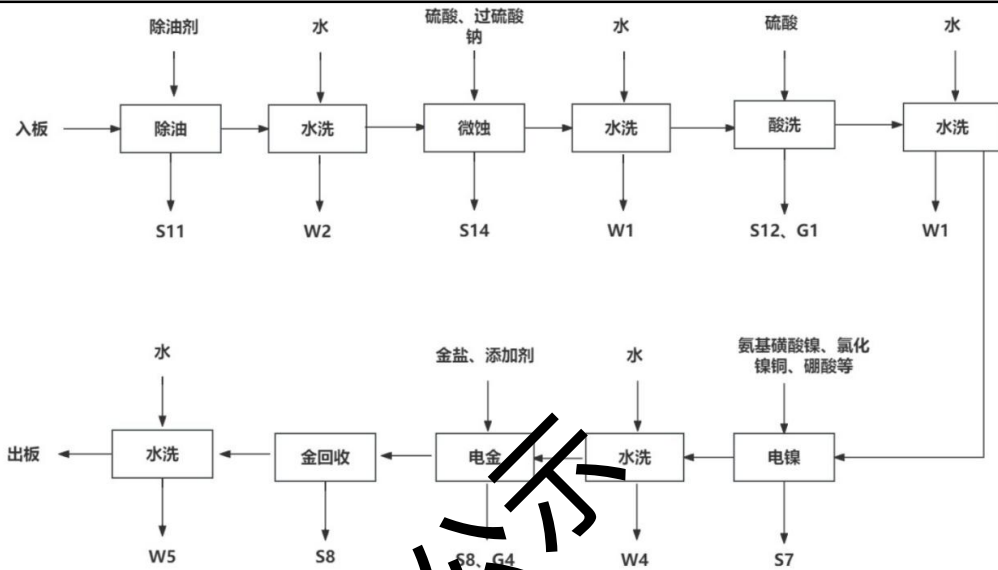 除油剂
水
硫酸、过硫酸
钠
水
硫酸
水
入板
除油
水洗
微蚀
水洗
酸洗
水洗
S11
W2
S14
W1
S12、G1
W1
水
金盐、添加剂
水
氨基磺酸镍、氯化
镍铜、硼酸等
出板
水洗
金回收
电金
水洗
电镍
W5
S8
S8、G4
W4
S7
公示